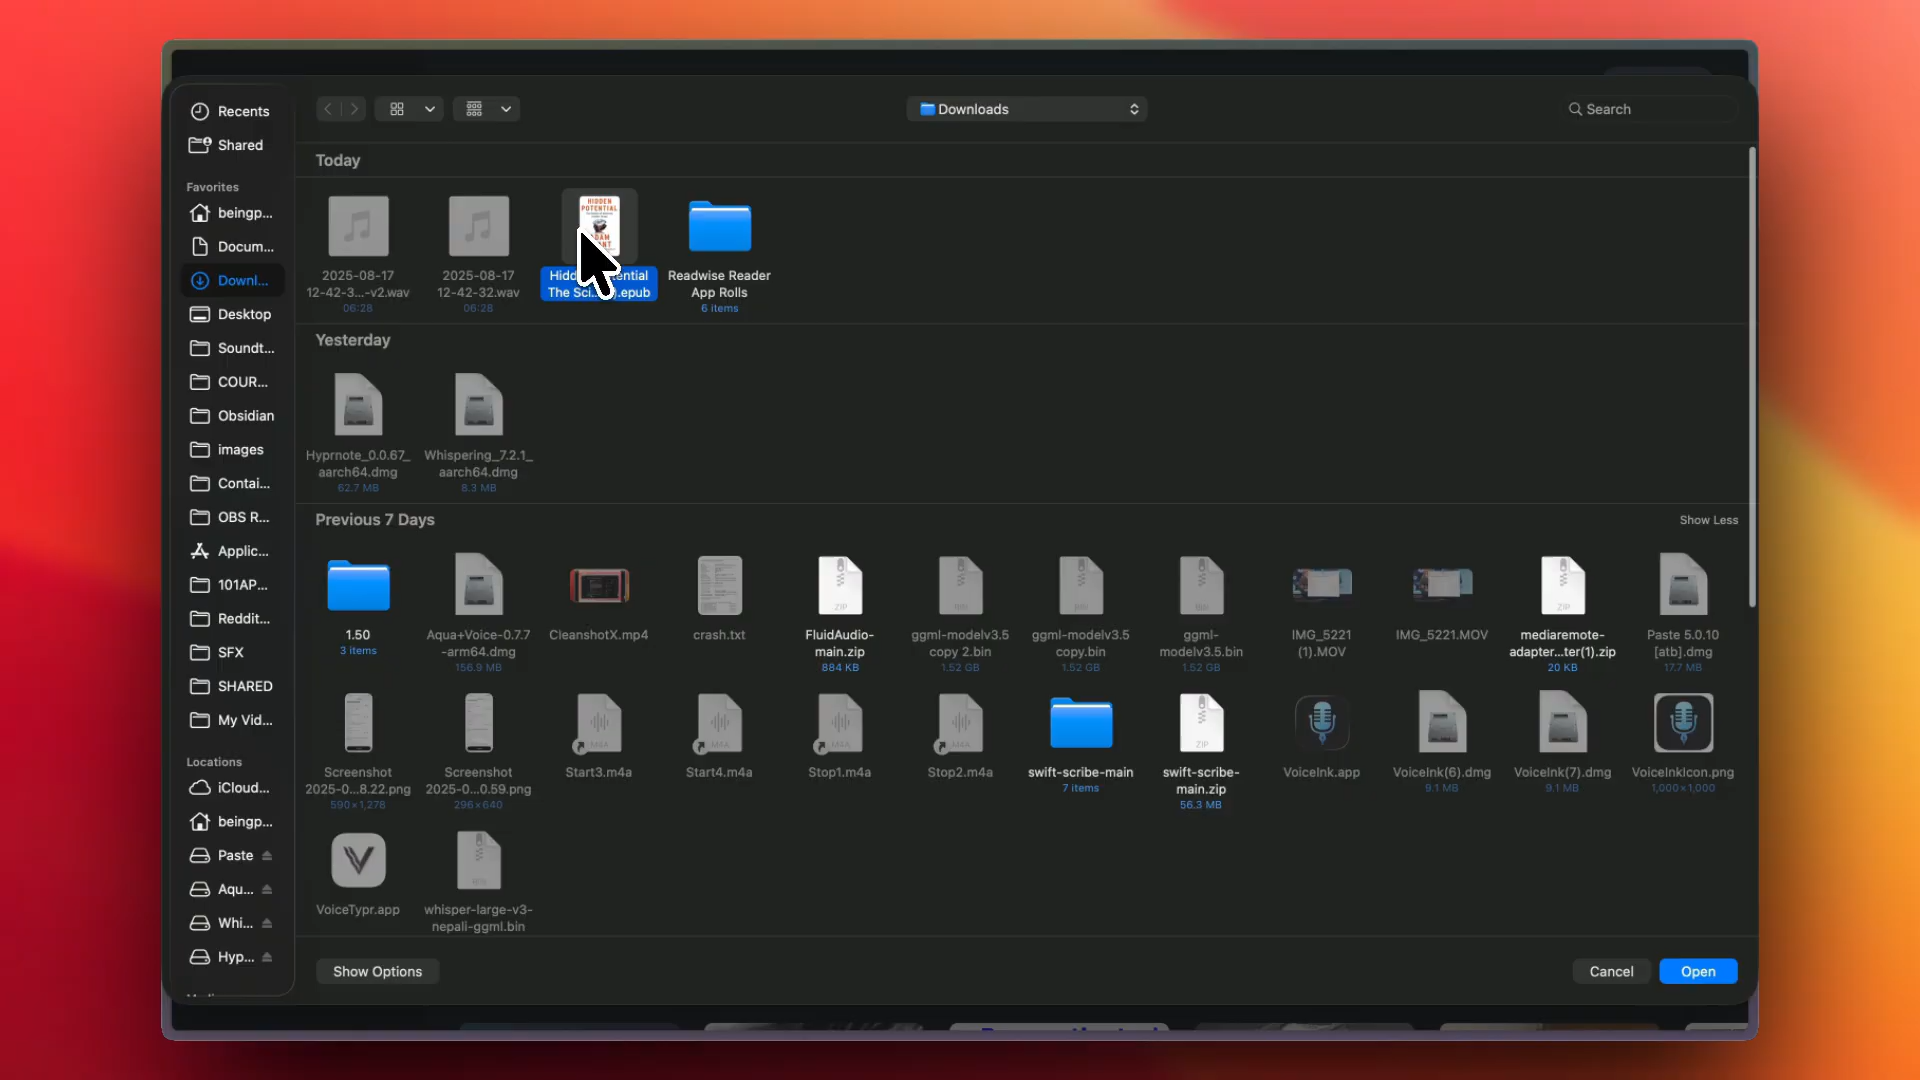 Recents
Shared
Favorites
beingp...
Docum...
Downl...
Desktop
Soundt...
COUR...
Obsidian
images
Contai...
OBS R...
Applic...
101AP...
Reddit...
SFX
SHARED
My Vid...
Locations
iCloud...
beingp...
Paste
Aqu...
Whi...
Hyp...
Downloads
Search
Today
2025-08-17
12-42-3...-v2.wav
06:28
2025-08-17
12-42-32.wav
06:28
HIDDEN
POTENTIAL
Readwise Reader
App Rolls
6 items
Yesterday
Hyprnote_0.0.67_
aarch64.dmg
62.7 MB
Whispering_7.2.1_
aarch64.dmg
8.3 MB
Previous 7 Days
Show Less
1.50
3 items
Aqua+Voice-0.7.7
-arm64.dmg
156.9 MB
CleanshotX.mp4
crash.txt
ZIP
FluidAudio-
main.zip
884 KB
ggml-modelv3.5
copy 2.bin
1.52 GB
ggml-modelv3.5
copy.bin
1.52 GB
ggml-
modelv3.5.bin
1.52 GB
IMG_5221
(1).MOV
IMG_5221.MOV
ZIP
mediaremote-
adapter...ter(1).zip
20 KB
Paste 5.0.10
[atb].dmg
17.7 MB
Screenshot
2025-0...8.22.png
590×1,278
Screenshot
2025-0...0.59.png
296×640
Start3.m4a
Start4.m4a
Stop1.m4a
Stop2.m4a
swift-scribe-main
7 items
ZIP
swift-scribe-
main.zip
56.3 MB
VoiceInk.app
VoiceInk(6).dmg
9.1 MB
VoiceInk(7).dmg
9.1 MB
VoiceInkIcon.png
1,000×1,000
VoiceTypr.app
whisper-large-v3-
nepali-ggml.bin
Show Options
Cancel
Open